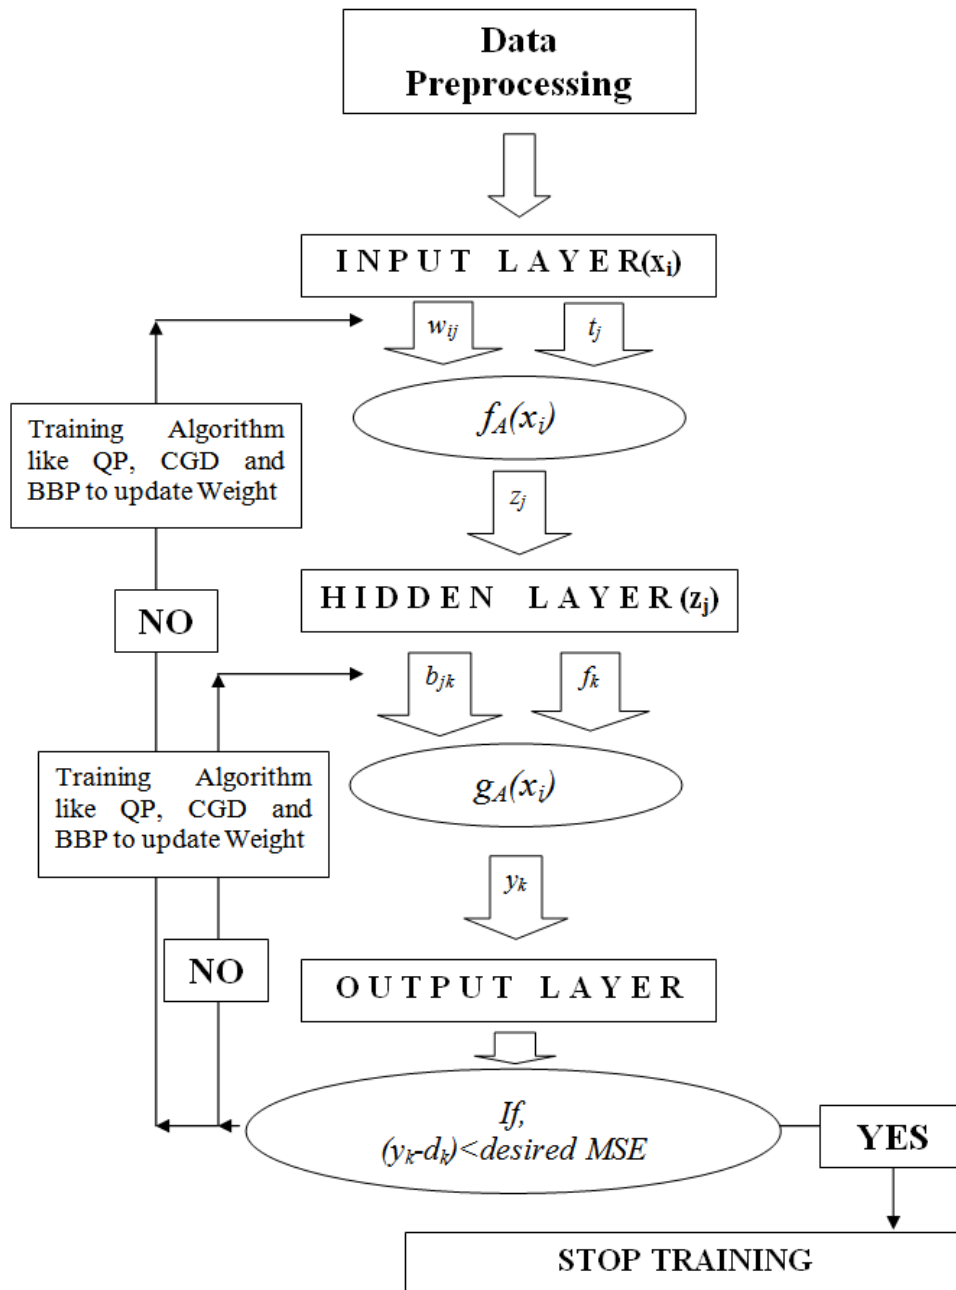 Data
Preprocessing
INPUT LAYER(xi)
wij
tj
fA(xi)
Training Algorithm
like QP, CGD and
BBP to update Weight
zj
HIDDEN LAYER(zj)
NO
bjk
fk
Training Algorithm
like QP, CGD and
BBP to update Weight
gA(xi)
yk
NO
OUTPUT LAYER
If,
(yk-dk)<desired MSE
YES
STOP TRAINING